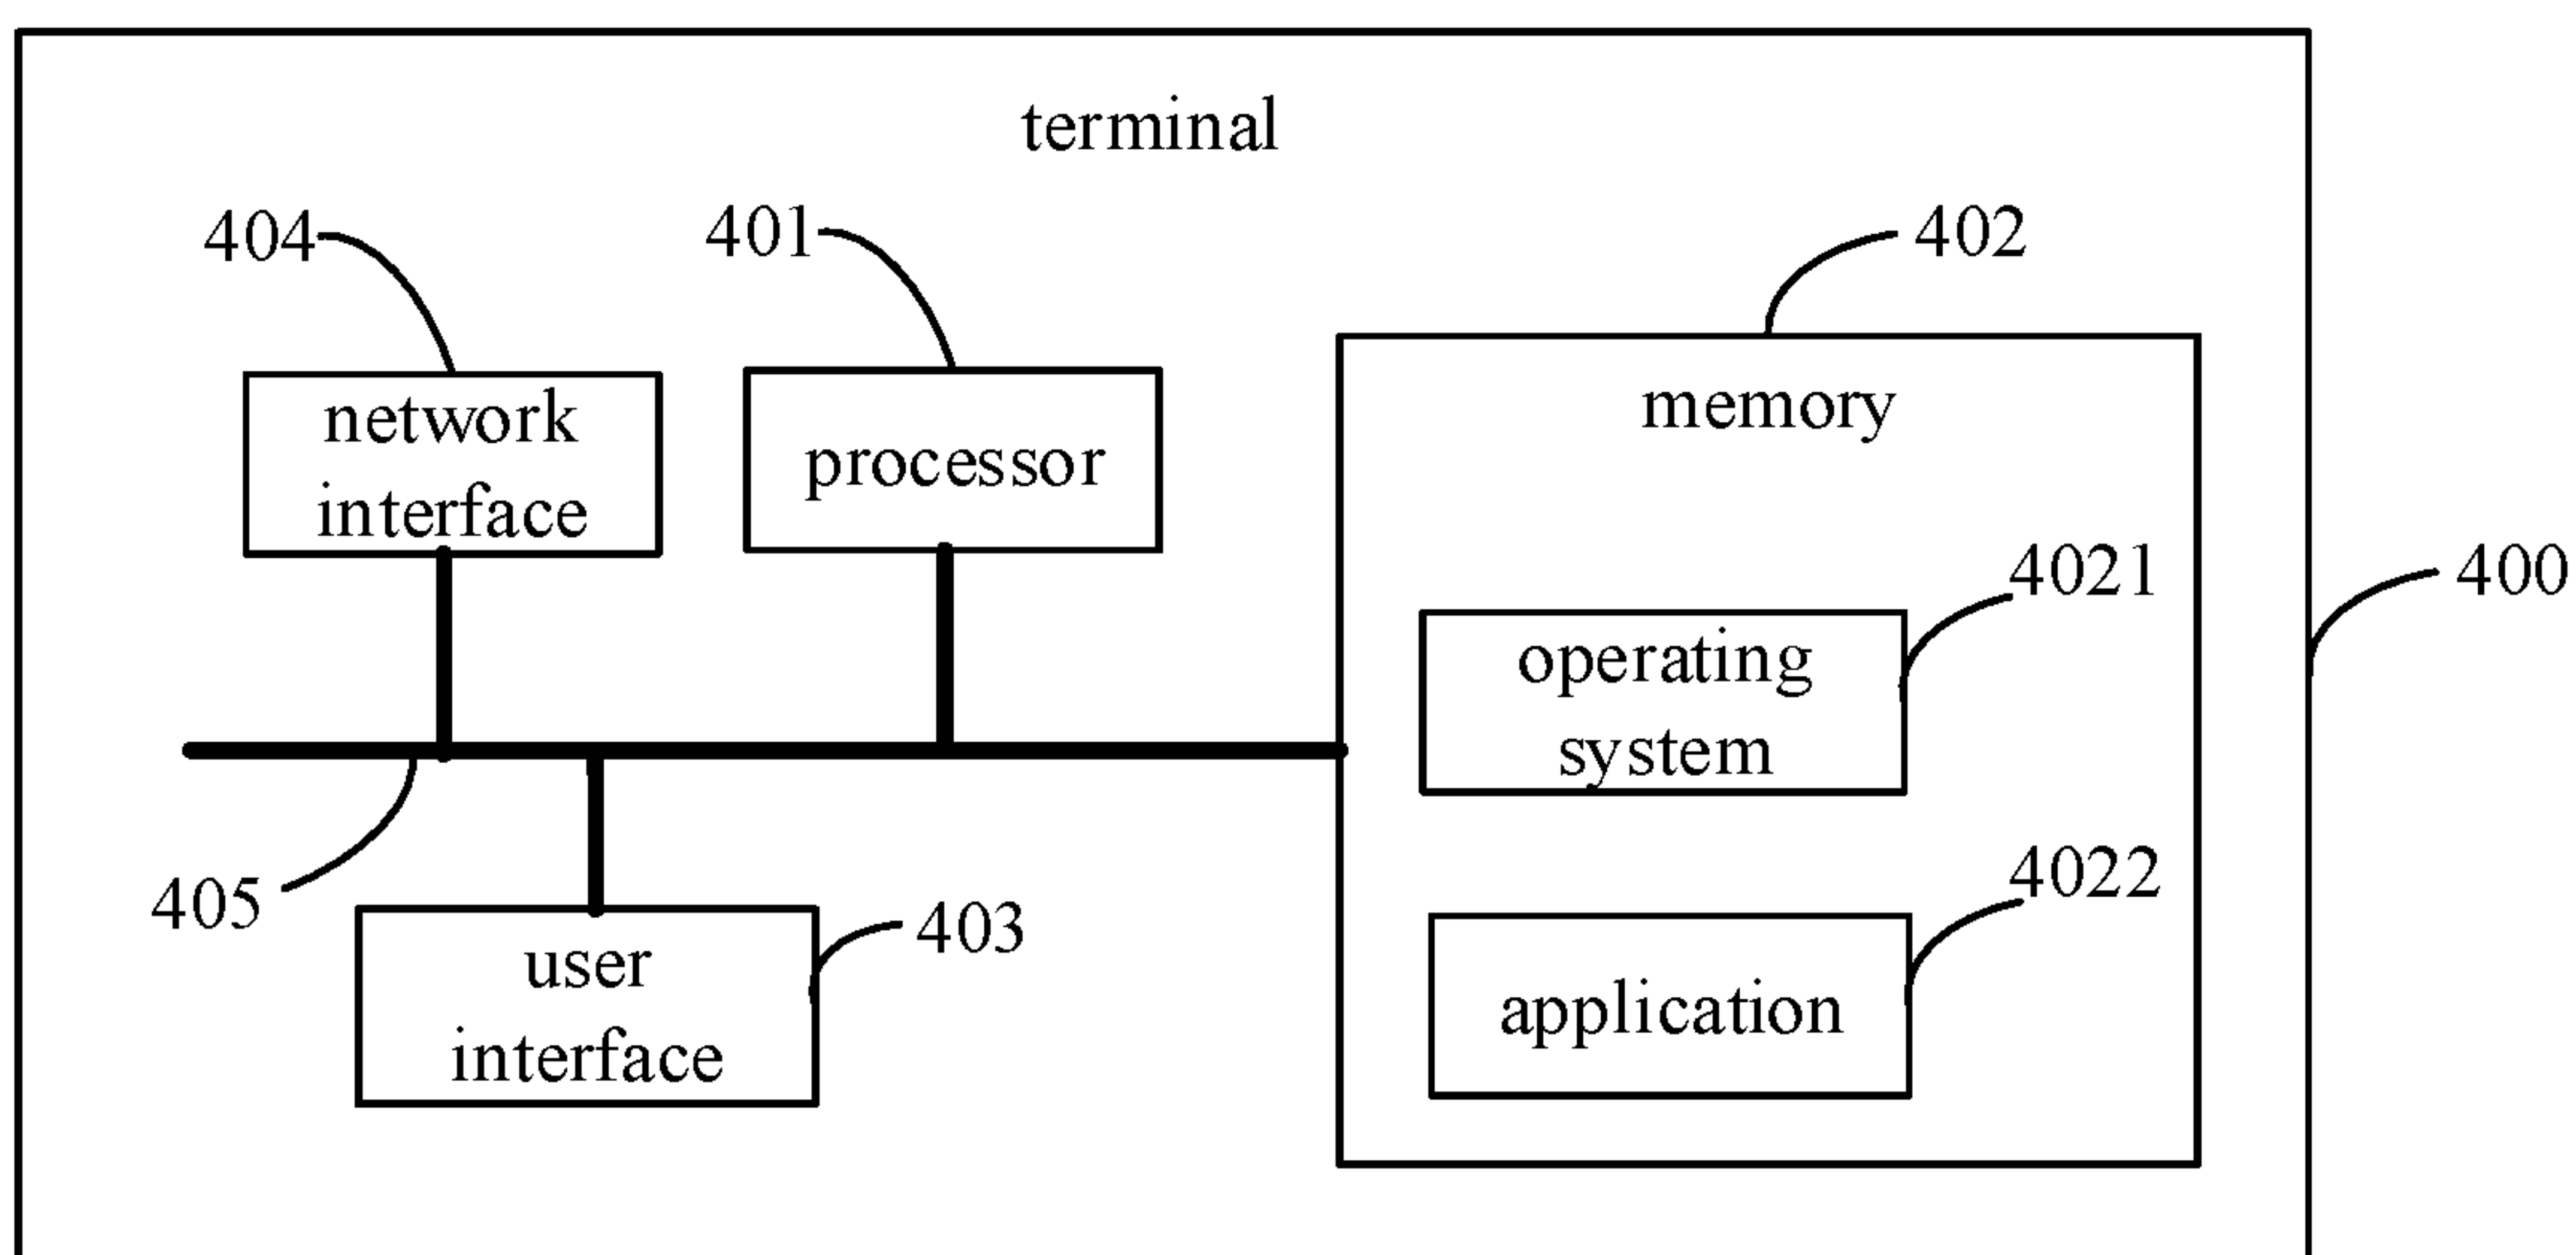 terminal
404
401
402
network
interface
processor
memory
4021
400
operating
system
405
403
user
interface
4022
application